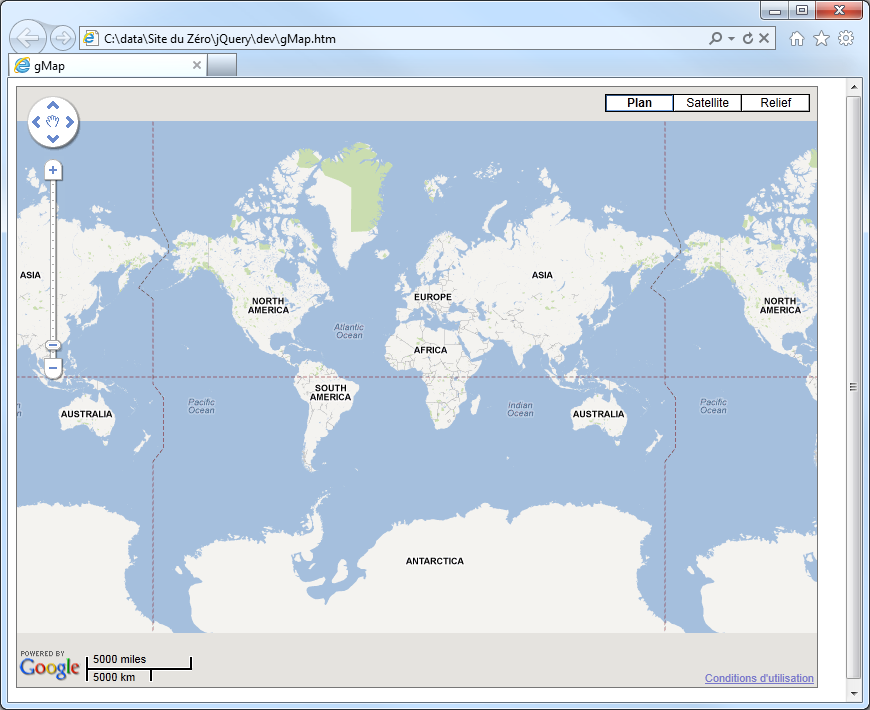 C:\data\Site du Zéro\jQuery\dev\gMap.htm
gMap
Plan
Satellite
Relief
ASIA
NORTH
AMERICA
EUROPE
ASIA
NORTH
AMERICA
Atlantic
Ocean
AFRICA
SOUTH
AMERICA
n
AUSTRALIA
Pacific
Ocean
Indian
Ocean
AUSTRALIA
Pacific
Ocean
ANTARCTICA
POWERED BY
Google
5000 miles
5000 km
Conditions d'utilisation